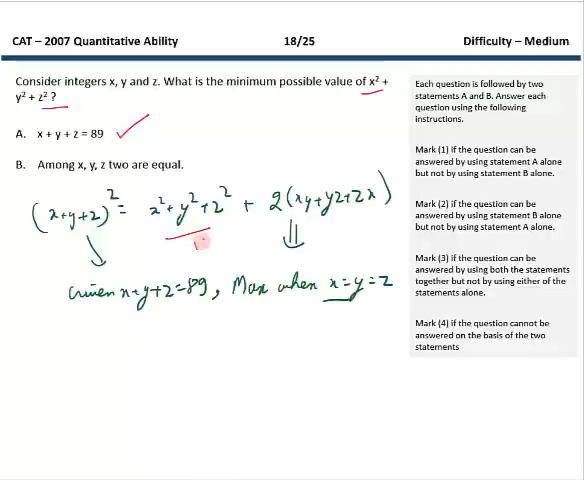 CAT – 2007 Quantitative Ability 18/25 Difficulty – Medium
Consider integers x, y and z. What is the minimum possible value of x² +
y² + z² ?
A. x + y + z = 89
B. Among x, y, z two are equal.
(x+y+z)² = x²+y²+z² + 2(xy+yz+zx)
Given x+y+z=89, Max when x=y=z
Each question is followed by two
statements A and B. Answer each
question using the following
instructions.
Mark (1) if the question can be
answered by using statement A alone
but not by using statement B alone.
Mark (2) if the question can be
answered by using statement B alone
but not by using statement A alone.
Mark (3) if the question can be
answered by using both the statements
together but not by using either of the
statements alone.
Mark (4) if the question cannot be
answered on the basis of the two
statements